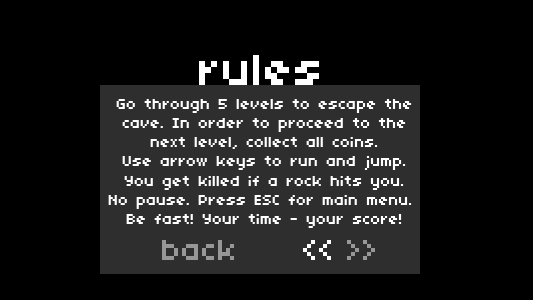 rules
Go through 5 levels to escape the
cave. In order to proceed to the
next level, collect all coins.
Use arrow keys to run and jump.
You get killed if a rock hits you.
No pause. Press ESC for main menu.
Be fast! Your time - your score!
back << >>